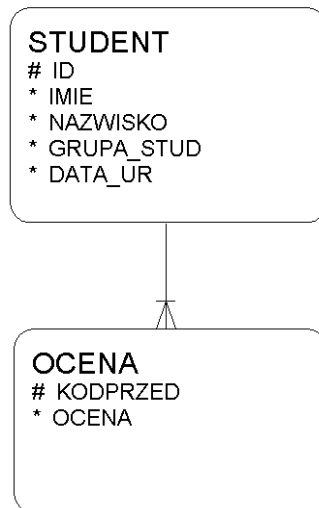 STUDENT
# ID
* IMIE
* NAZWISKO
* GRUPA_STUD
* DATA_UR
OCENA
# KODPRZED
* OCENA